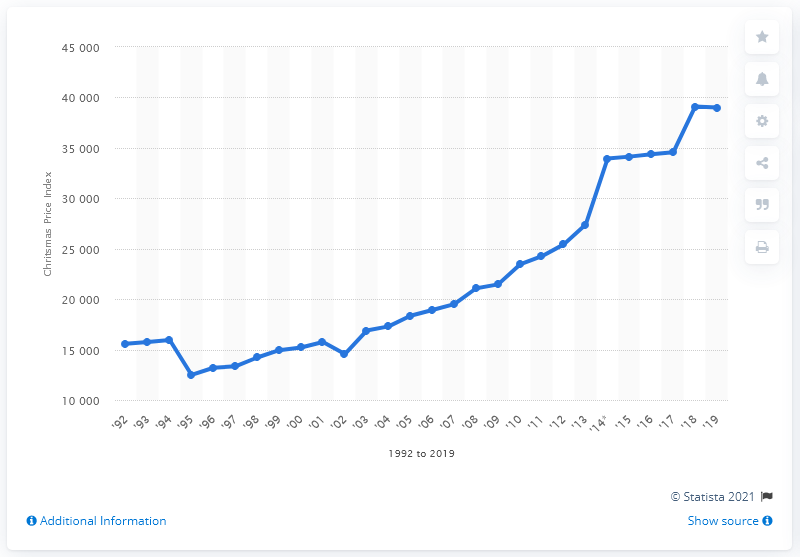 45 000
40 000
35 000
30 000
25 000
20 000
15 000
10 000
Chritsmas Price Index
'92 '93 '94 '95 '96 '97 '98 '99 '00 '01 '02 '03 '04 '05 '06 '07 '08 '09 '10 '11 '12 '13 '14* '15 '16 '17 '18 '19
1992 to 2019
© Statista 2021
Additional Information
Show source